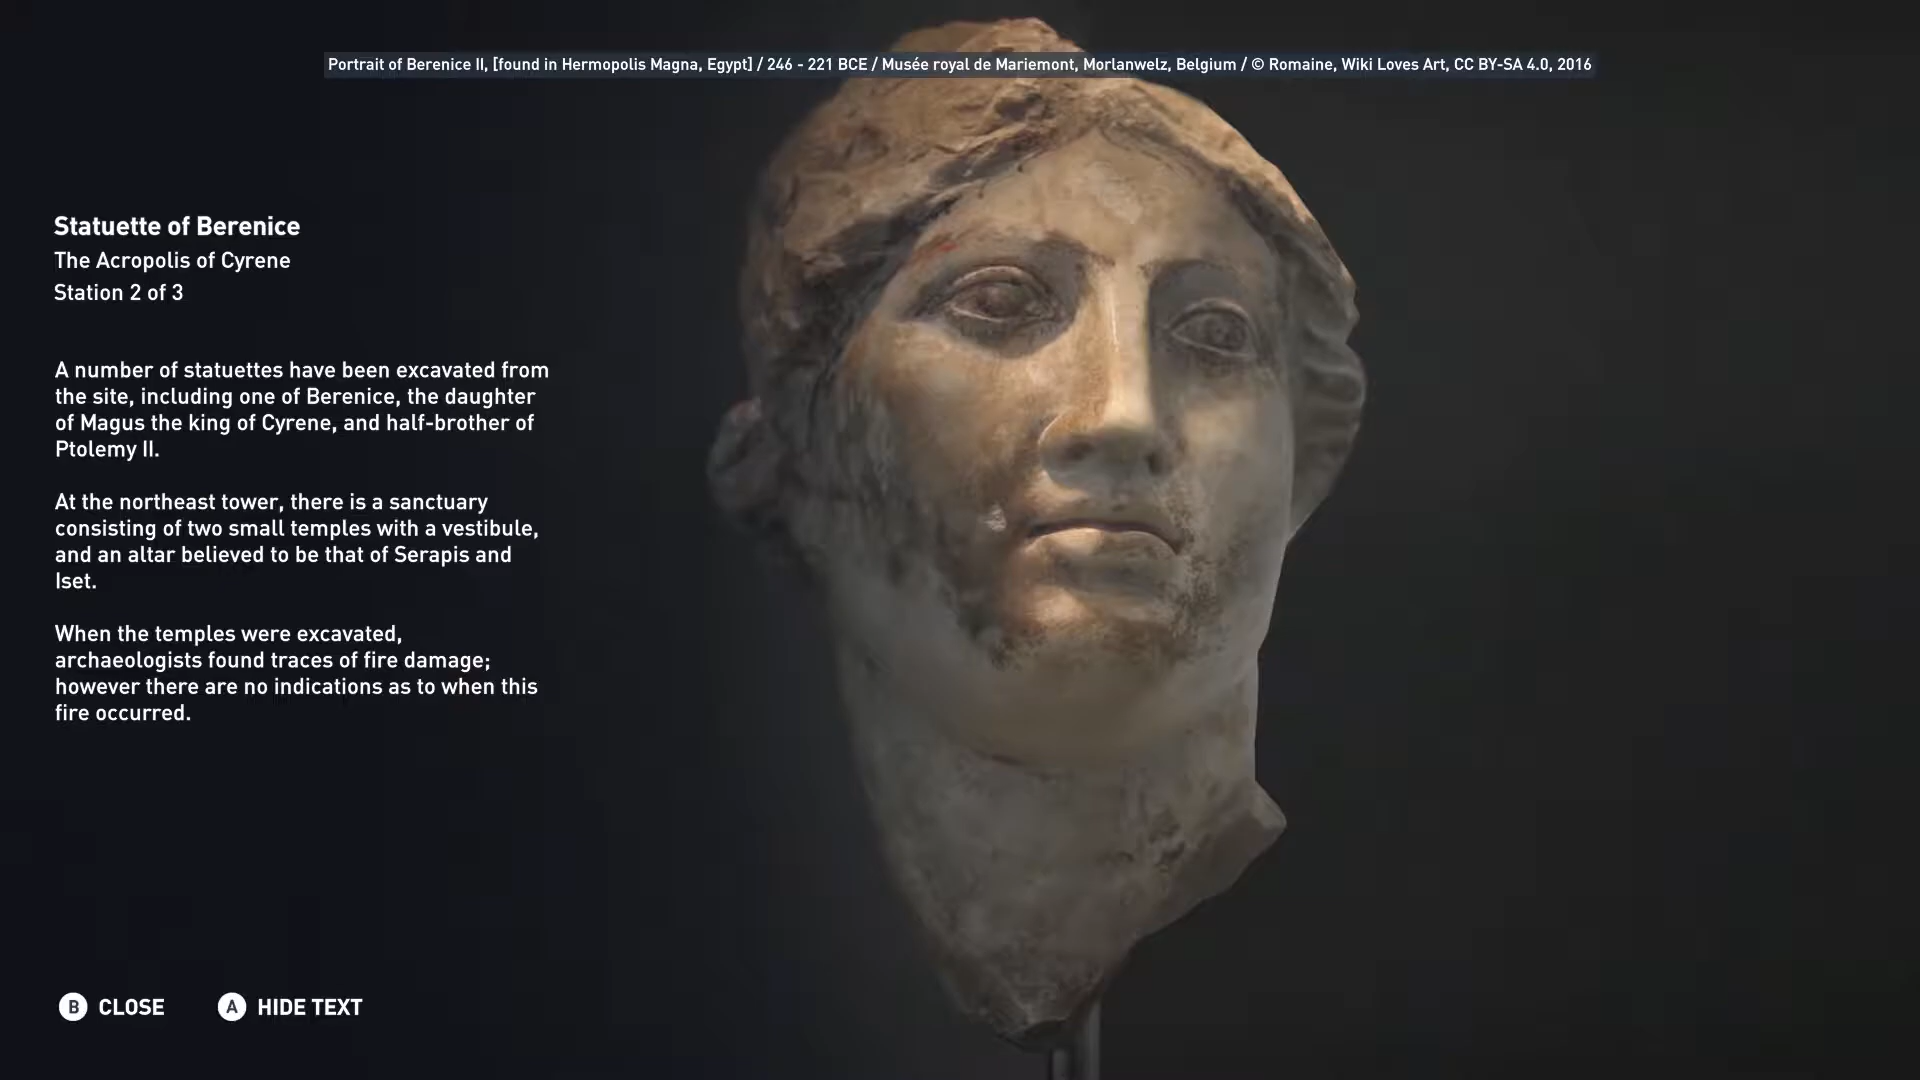 Portrait of Berenice II, [found in Hermopolis Magna, Egypt] / 246 - 221 BCE / Musée royal de Mariemont, Morlanwelz, Belgium / © Romaine, Wiki Loves Art, CC BY-SA 4.0, 2016
Statuette of Berenice
The Acropolis of Cyrene
Station 2 of 3
A number of statuettes have been excavated from
the site, including one of Berenice, the daughter
of Magus the king of Cyrene, and half-brother of
Ptolemy II.
At the northeast tower, there is a sanctuary
consisting of two small temples with a vestibule,
and an altar believed to be that of Serapis and
Iset.
When the temples were excavated,
archaeologists found traces of fire damage;
however there are no indications as to when this
fire occurred.
B CLOSE A HIDE TEXT